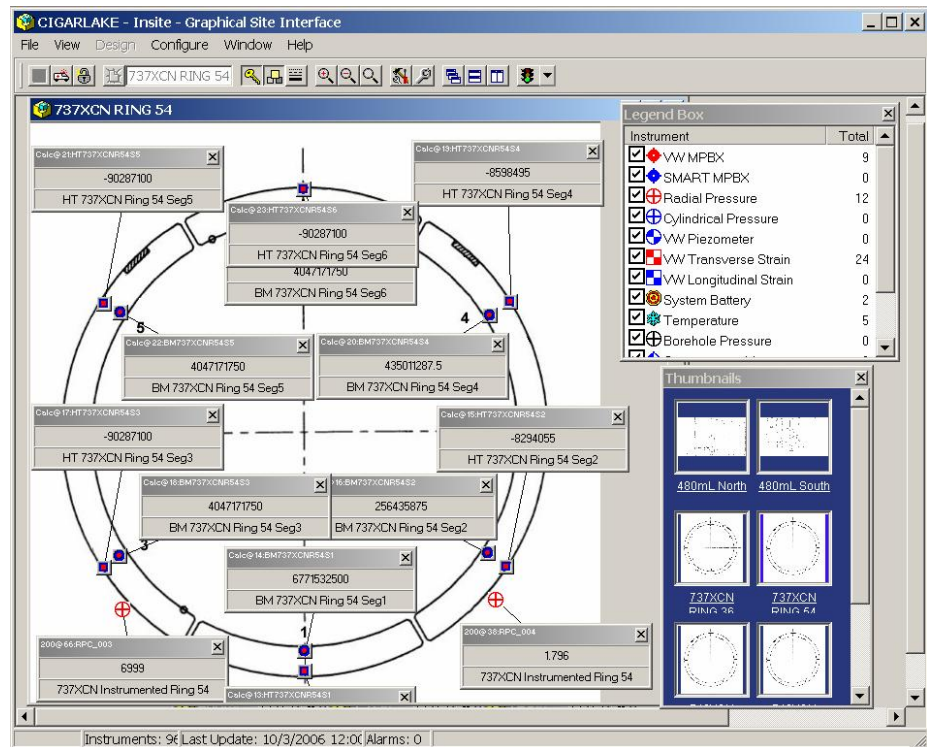 CIGARLAKE - Insite - Graphical Site Interface
File View Design Configure Window Help
737XCN RING 54
737XCN RING 54
Calc@21:HT737XCNR54S5
-90287100
HT 737XCN Ring 54 Seg5
Calc@19:HT737XCNR54S4
-8598495
HT 737XCN Ring 54 Seg4
Calc@23:HT737XCNR54S6
-90287100
HT 737XCN Ring 54 Seg6
4047171750
BM 737XCN Ring 54 Seg6
5
4
Calc@22:BM737XCNR54S5
4047171750
BM 737XCN Ring 54 Seg5
Calc@20:BM737XCNR54S4
435011287.5
BM 737XCN Ring 54 Seg4
Calc@17:HT737XCNR54S3
-90287100
HT 737XCN Ring 54 Seg3
Calc@15:HT737XCNR54S2
-8294055
HT 737XCN Ring 54 Seg2
Calc@18:BM737XCNR54S3
4047171750
BM 737XCN Ring 54 Seg3
16:BM737XCNR54S2
256435875
BM 737XCN Ring 54 Seg2
3
Calc@14:BM737XCNR54S1
6771532500
BM 737XCN Ring 54 Seg1
1
200@66:RPC_003
6999
737XCN Instrumented Ring 54
200@38:RPC_004
1.796
737XCN Instrumented Ring 54
Calc@13:HT737XCNR54S1
Legend Box
Instrument Total
VW MPBX 9
SMART MPBX 0
Radial Pressure 12
Cylindrical Pressure 0
VW Piezometer 0
VW Transverse Strain 24
VW Longitudinal Strain 0
System Battery 2
Temperature 5
Borehole Pressure 0
Thumbnails
480mL North 480mL South
737XCN RING 36
737XCN RING 54
Instruments: 96 Last Update: 10/3/2006 12:00 Alarms: 0